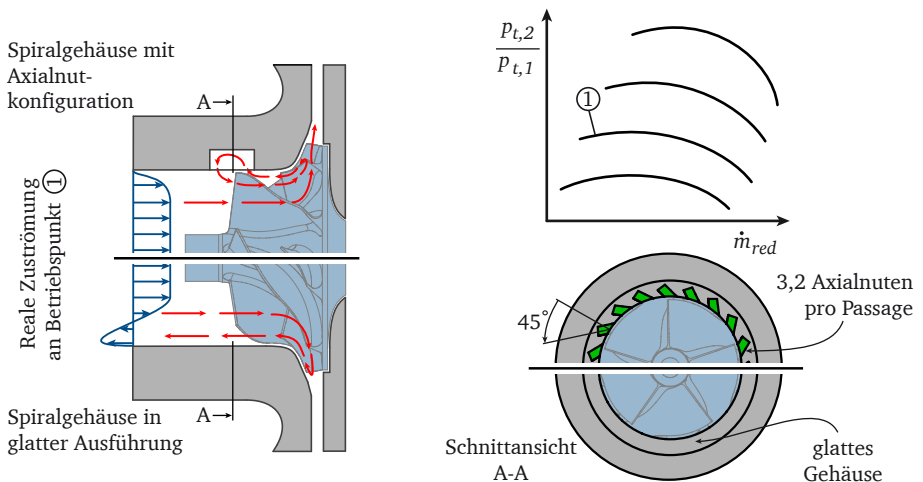 Spiralgehäuse mit
Axialnut-
konfiguration
A
Reale Zuströmung
an Betriebspunkt 1
A
Spiralgehäuse in
glatter Ausführung
p_{t,2}
p_{t,1}
1
ṁ_{red}
3,2 Axialnuten
pro Passage
45°
Schnittansicht
A-A
glattes
Gehäuse